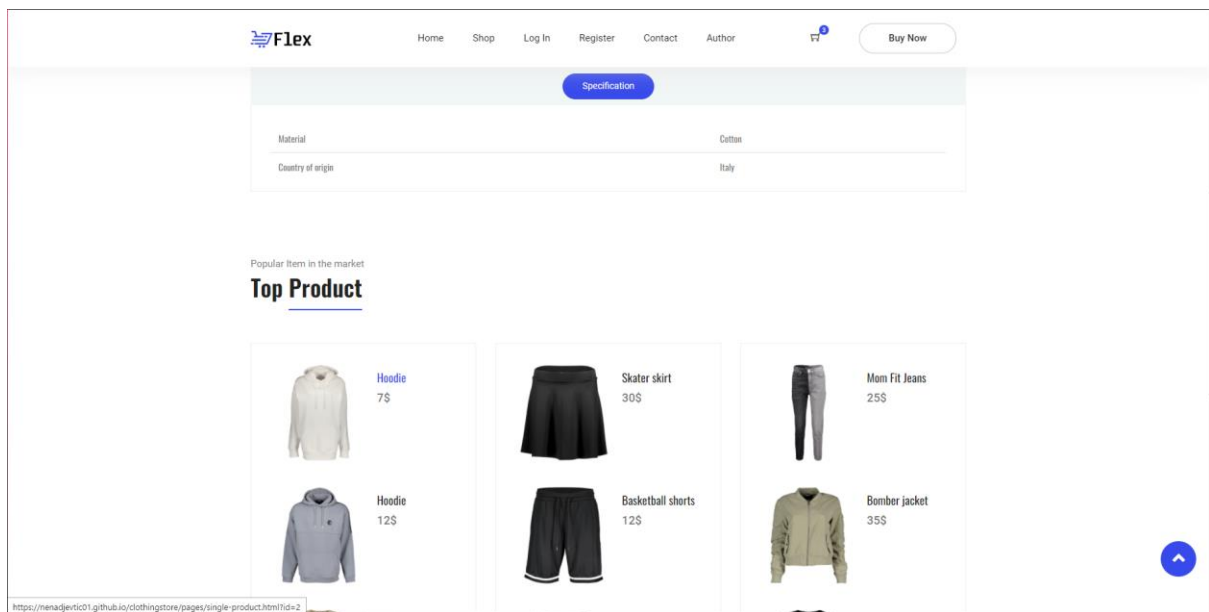 Flex
Home Shop Log In Register Contact Author 3 Buy Now
Specification
Material Cotton
Country of origin Italy
Popular Item in the market
Top Product
Hoodie Skater skirt Mom Fit Jeans
7$ 30$ 25$
Hoodie Basketball shorts Bomber jacket
12$ 12$ 35$
https://nenadjevtic01.github.io/clothingstore/pages/single-product.html?id=2